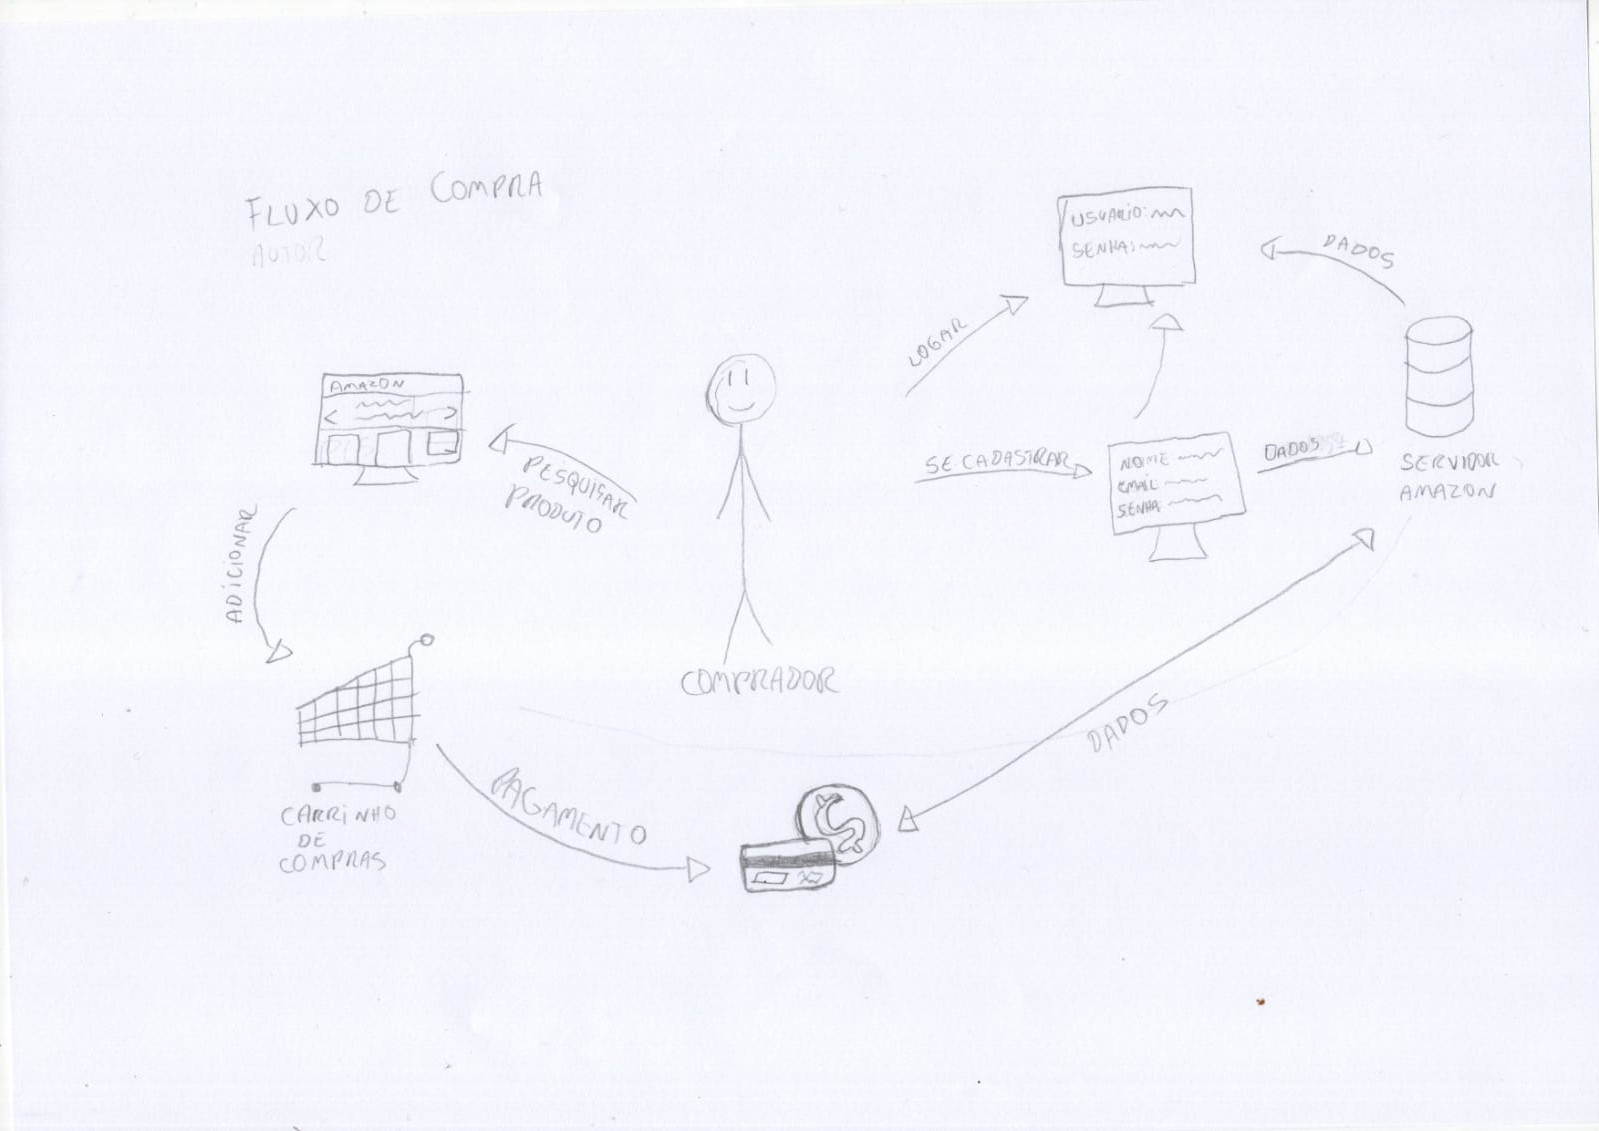 FLUXO DE COMPRA
AUTOR
USUARIO:
SENHA:
DADOS
LOGAR
AMAZON
PESQUISAR
PRODUTO
SE CADASTRAR
NOME:
EMAIL
SENHA
DADOS
SERVIDOR
AMAZON
ADICIONAR
COMPRADOR
CARRINHO
DE
COMPRAS
PAGAMENTO
DADOS